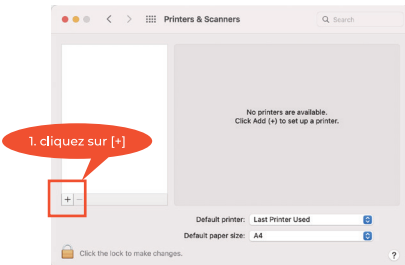 Printers & Scanners
Search
No printers are available.
Click Add (+) to set up a printer.
1. cliquez sur [+]
+ −
Default printer: Last Printer Used
Default paper size: A4
Click the lock to make changes.
?